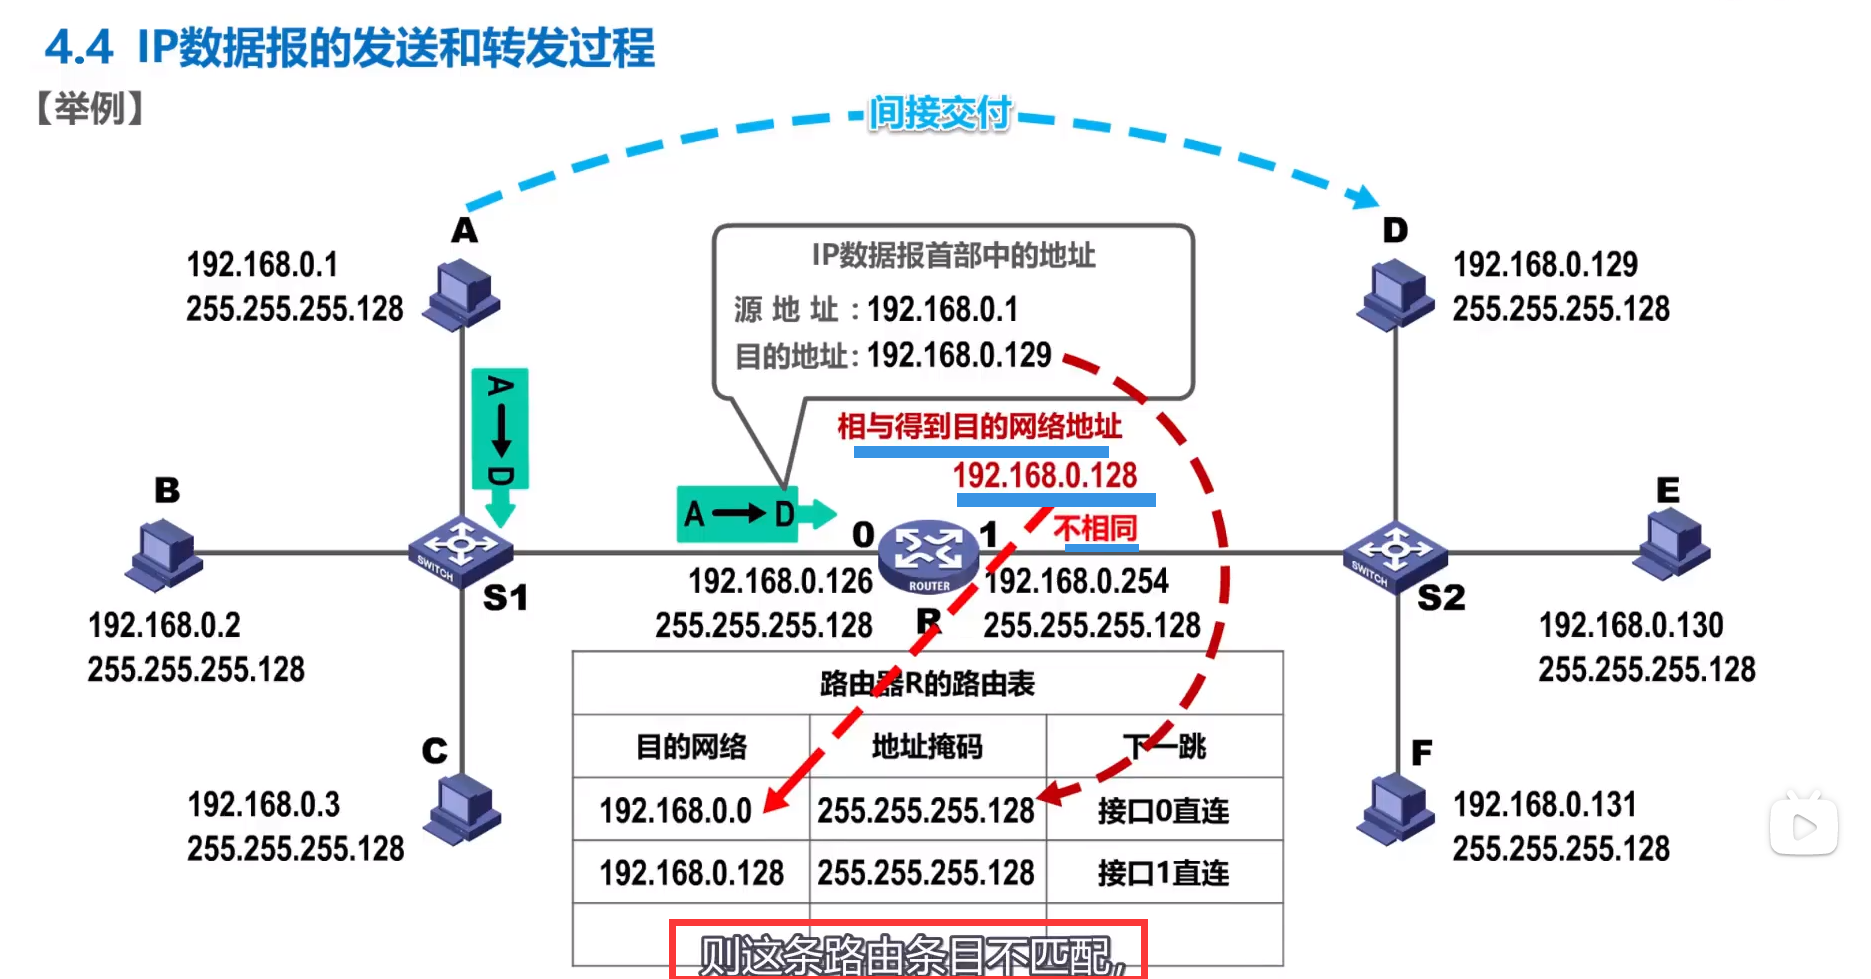 4.4 IP数据报的发送和转发过程
【举例】
间接交付
A
192.168.0.1
255.255.255.128
D
192.168.0.129
255.255.255.128
IP数据报首部中的地址
源地址：192.168.0.1
目的地址：192.168.0.129
A
D
相与得到目的网络地址
192.168.0.128
不相同
A D
B
192.168.0.2
255.255.255.128
SWITCH
S1
0
1
ROUTER
R
192.168.0.126
255.255.255.128
192.168.0.254
255.255.255.128
SWITCH
S2
E
192.168.0.130
255.255.255.128
C
192.168.0.3
255.255.255.128
F
192.168.0.131
255.255.255.128
路由器R的路由表
目的网络 地址掩码 下一跳
192.168.0.0 255.255.255.128 接口0直连
192.168.0.128 255.255.255.128 接口1直连
则这条路由条目不匹配，